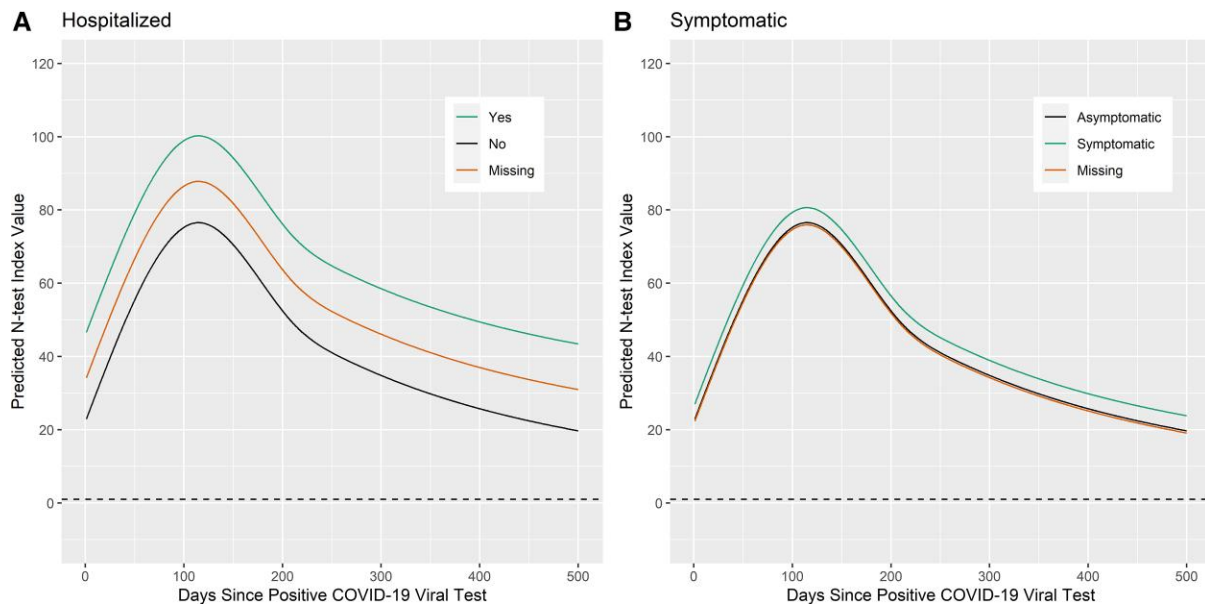 A Hospitalized
Predicted N-test Index Value
120
100
80
60
40
20
0
Yes
No
Missing
0 100 200 300 400 500
Days Since Positive COVID-19 Viral Test
B Symptomatic
Predicted N-test Index Value
120
100
80
60
40
20
0
Asymptomatic
Symptomatic
Missing
0 100 200 300 400 500
Days Since Positive COVID-19 Viral Test